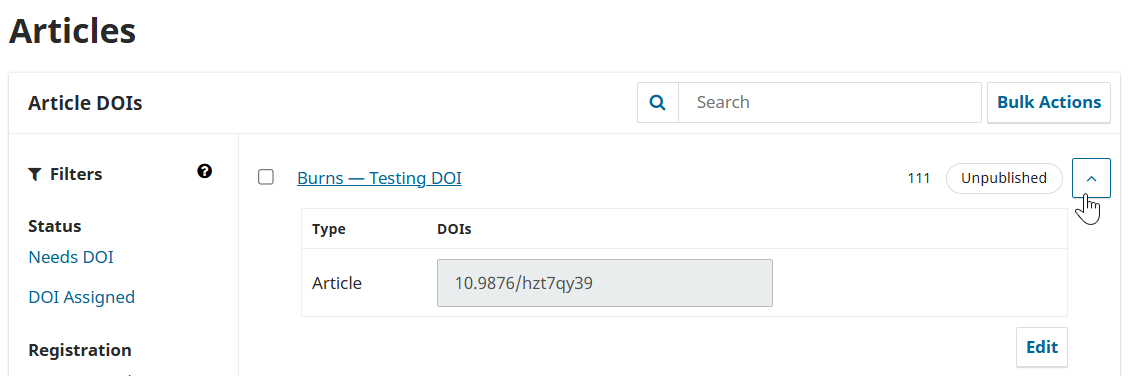 Articles
Article DOIs
Search
Bulk Actions
Filters ?
Burns — Testing DOI
111
Unpublished
Status
Needs DOI
DOI Assigned
Registration
Type DOIs
Article 10.9876/hzt7qy39
Edit